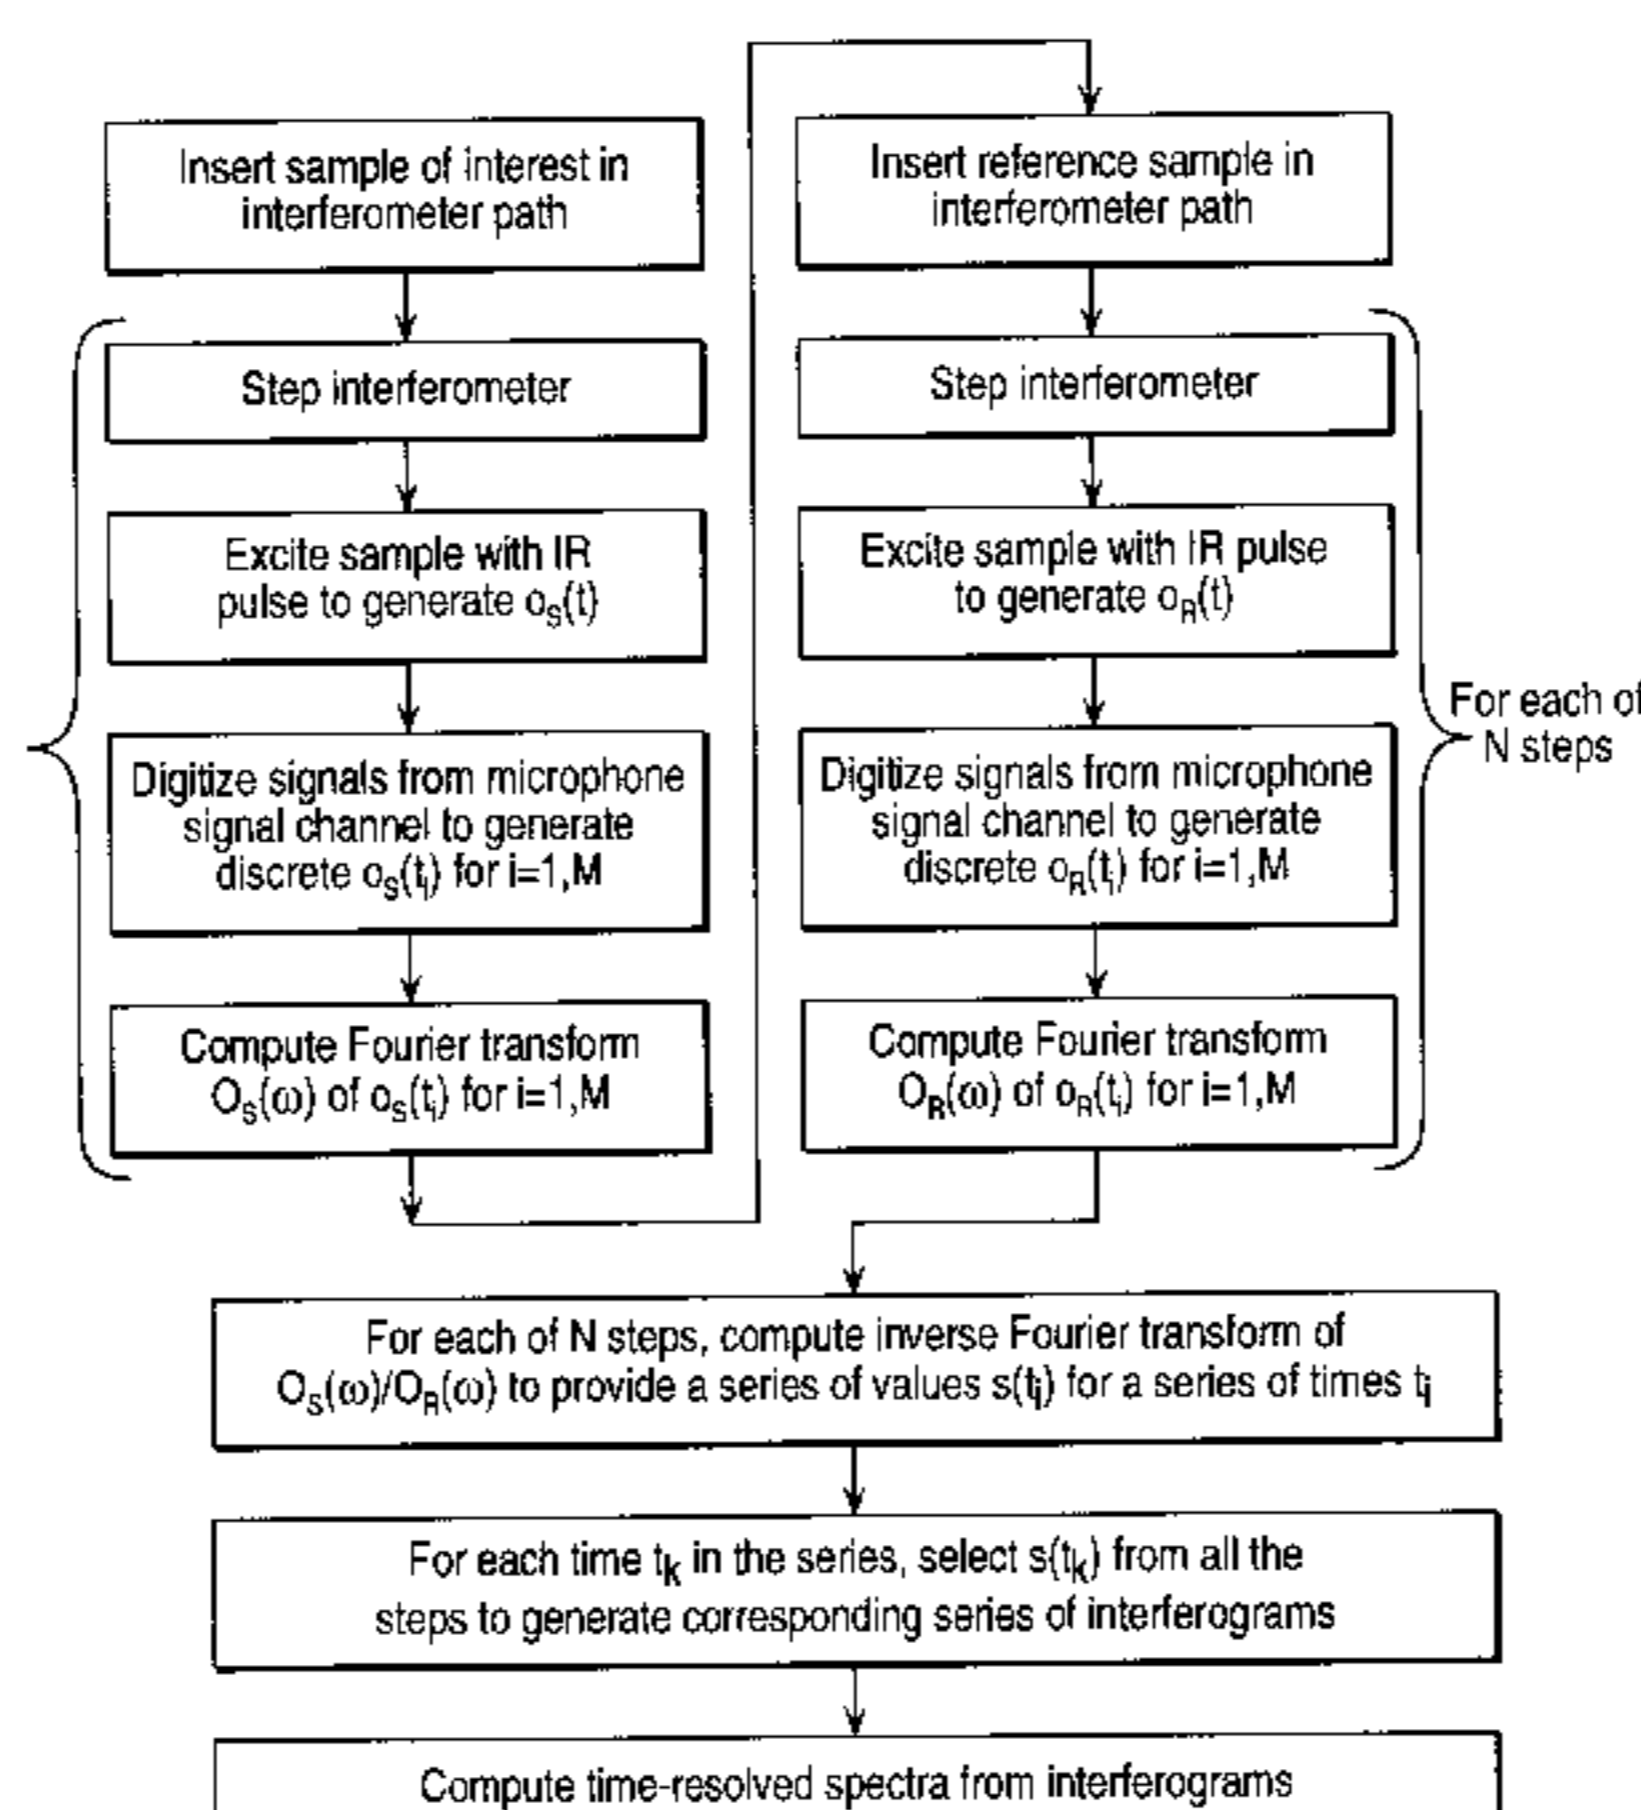 Insert sample of interest in
interferometer path
Step interferometer
Excite sample with IR
pulse to generate oS(t)
Digitize signals from microphone
signal channel to generate
discrete oS(ti) for i=1,M
Compute Fourier transform
OS(ω) of oS(ti) for i=1,M
Insert reference sample in
interferometer path
Step interferometer
Excite sample with IR pulse
to generate oR(t)
Digitize signals from microphone
signal channel to generate
discrete oR(ti) for i=1,M
Compute Fourier transform
OR(ω) of oR(ti) for i=1,M
For each of
N steps
For each of N steps, compute inverse Fourier transform of
OS(ω)/OR(ω) to provide a series of values s(ti) for a series of times ti
For each time tk in the series, select s(tk) from all the
steps to generate corresponding series of interferograms
Compute time-resolved spectra from interferograms